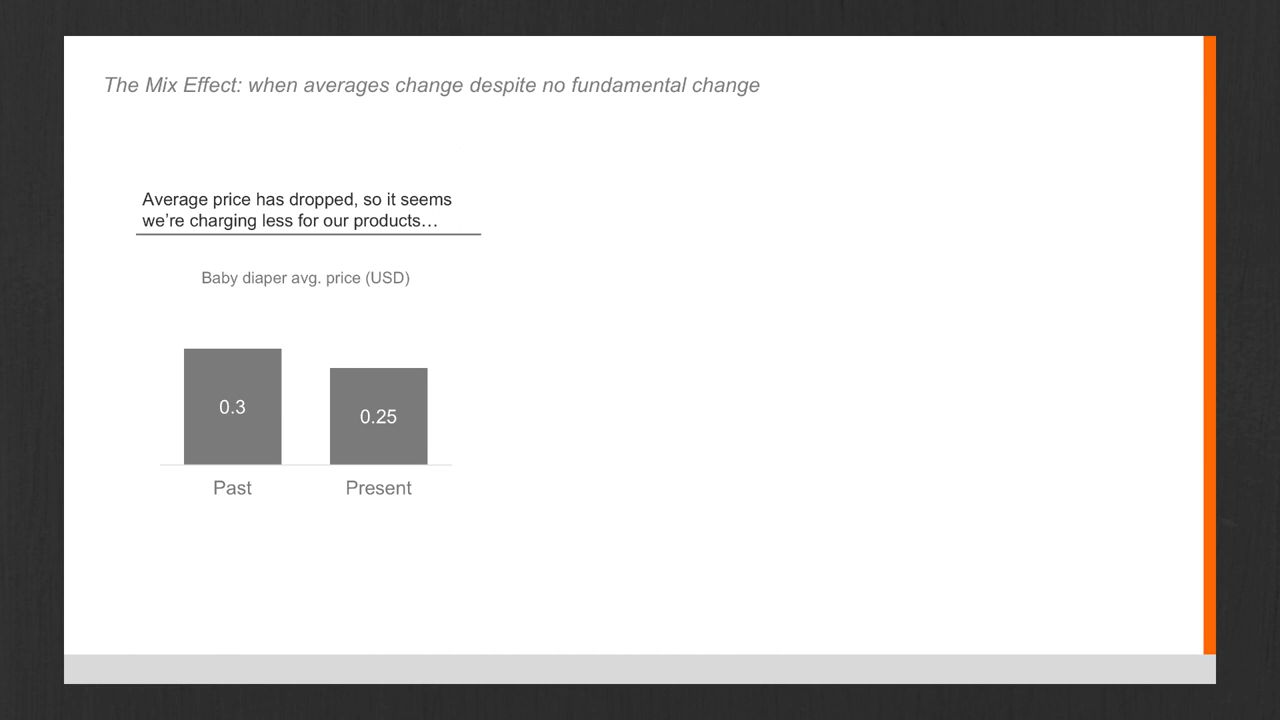 The Mix Effect: when averages change despite no fundamental change
Average price has dropped, so it seems
we’re charging less for our products…
Baby diaper avg. price (USD)
0.3
0.25
Past
Present